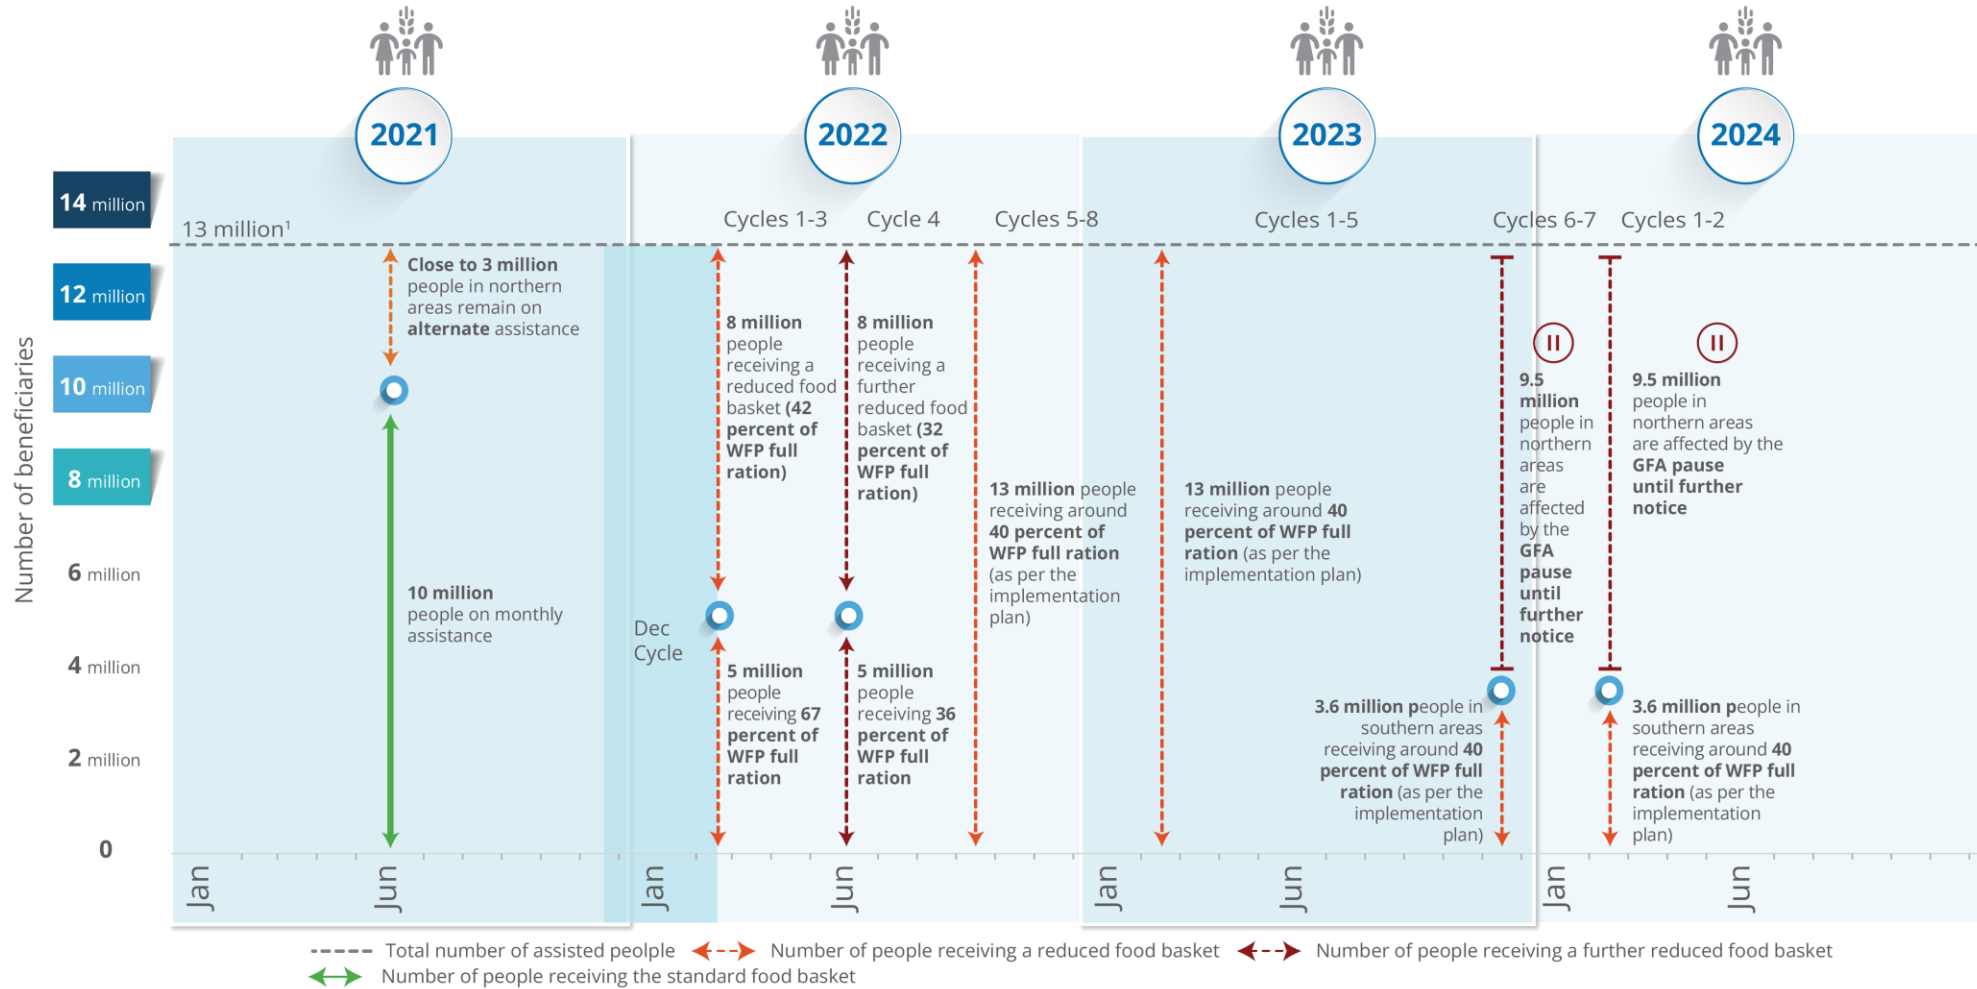 2021
2022
2023
2024
Number of beneficiaries
14 million
12 million
10 million
8 million
6 million
4 million
2 million
0
13 million¹
Cycles 1-3
Cycle 4
Cycles 5-8
Cycles 1-5
Cycles 6-7
Cycles 1-2
Close to 3 million
people in northern
areas remain on
alternate assistance
10 million
people on monthly
assistance
Dec
Cycle
8 million
people
receiving a
reduced food
basket (42
percent of
WFP full
ration)
5 million
people
receiving 67
percent of
WFP full
ration
8 million
people
receiving a
further
reduced food
basket (32
percent of
WFP full
ration)
5 million
people
receiving 36
percent of
WFP full
ration
13 million people
receiving around
40 percent of
WFP full ration
(as per the
implementation
plan)
13 million people
receiving around 40
percent of WFP full
ration (as per the
implementation plan)
9.5
million
people in
northern
areas
are
affected
by the
GFA
pause
until
further
notice
3.6 million people in
southern areas
receiving around 40
percent of WFP full
ration (as per the
implementation
plan)
9.5 million
people in
northern areas
are affected by the
GFA pause
until further
notice
3.6 million people in
southern areas
receiving around 40
percent of WFP full
ration (as per the
implementation
plan)
Jan
Jun
Jan
Jun
Jan
Jun
Jan
Jun
Total number of assisted peolple
Number of people receiving a reduced food basket
Number of people receiving a further reduced food basket
Number of people receiving the standard food basket